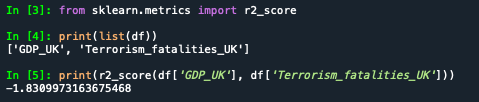 In [3]: from sklearn.metrics import r2_score
In [4]: print(list(df))
['GDP_UK', 'Terrorism_fatalities_UK']
In [5]: print(r2_score(df['GDP_UK'], df['Terrorism_fatalities_UK']))
-1.8309973163675468